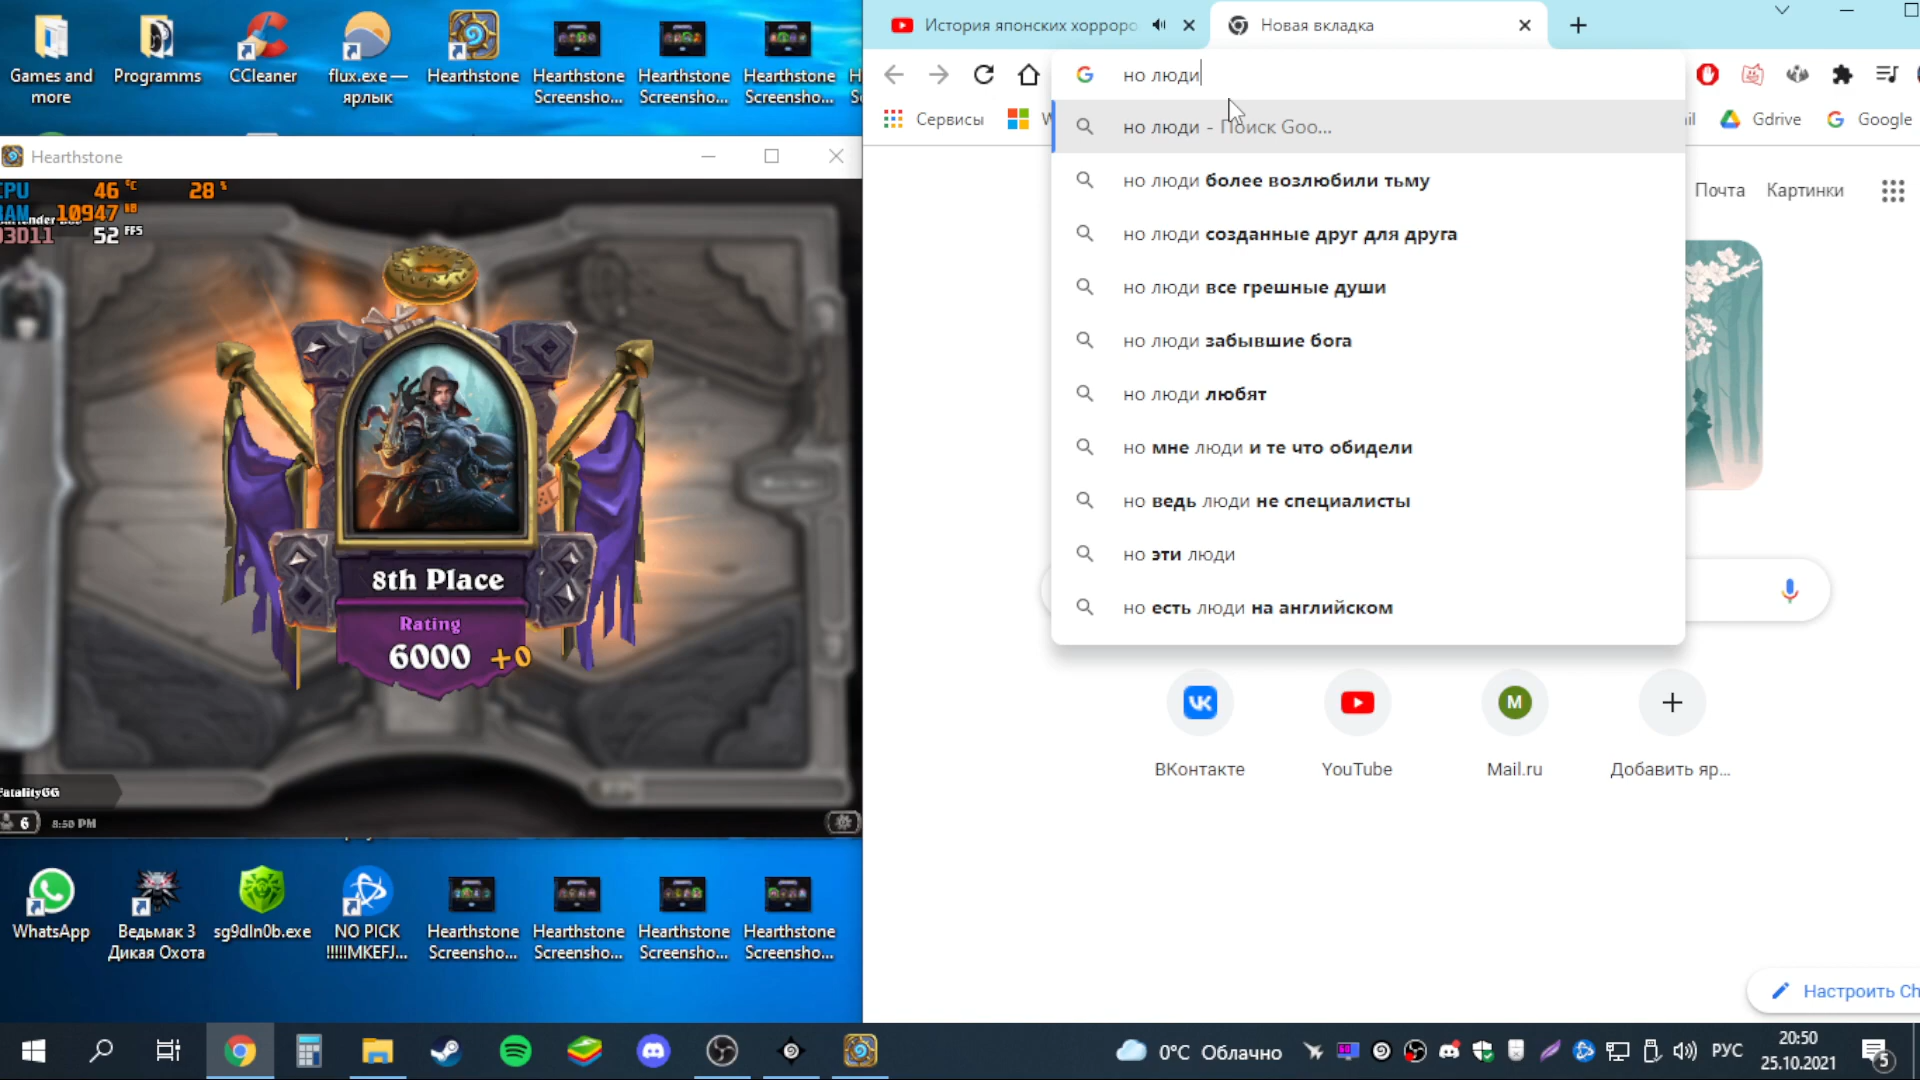 Games and more
Programms
CCleaner
flux.exe — ярлык
Hearthstone
Hearthstone Screensho...
Hearthstone Screensho...
Hearthstone Screensho...
Hearthstone
46 °C 28 %
10947
D3D11 52 FPS
8th Place
Rating
6000 +0
6 8:50 PM
WhatsApp
Ведьмак 3 Дикая Охота
sg9dln0b.exe
NO PICK !!!!!MKEFJ...
Hearthstone Screensho...
Hearthstone Screensho...
Hearthstone Screensho...
Hearthstone Screensho...
История японских хорроро
Новая вкладка
но люди
Сервисы
Gdrive
Google
но люди - Поиск Goo...
но люди более возлюбили тьму
но люди созданные друг для друга
но люди все грешные души
но люди забывшие бога
но люди любят
но мне люди и те что обидели
но ведь люди не специалисты
но эти люди
но есть люди на английском
Почта Картинки
ВКонтакте
YouTube
M
Mail.ru
Добавить яр...
Настроить Ch
0°C Облачно
РУС
20:50
25.10.2021
5